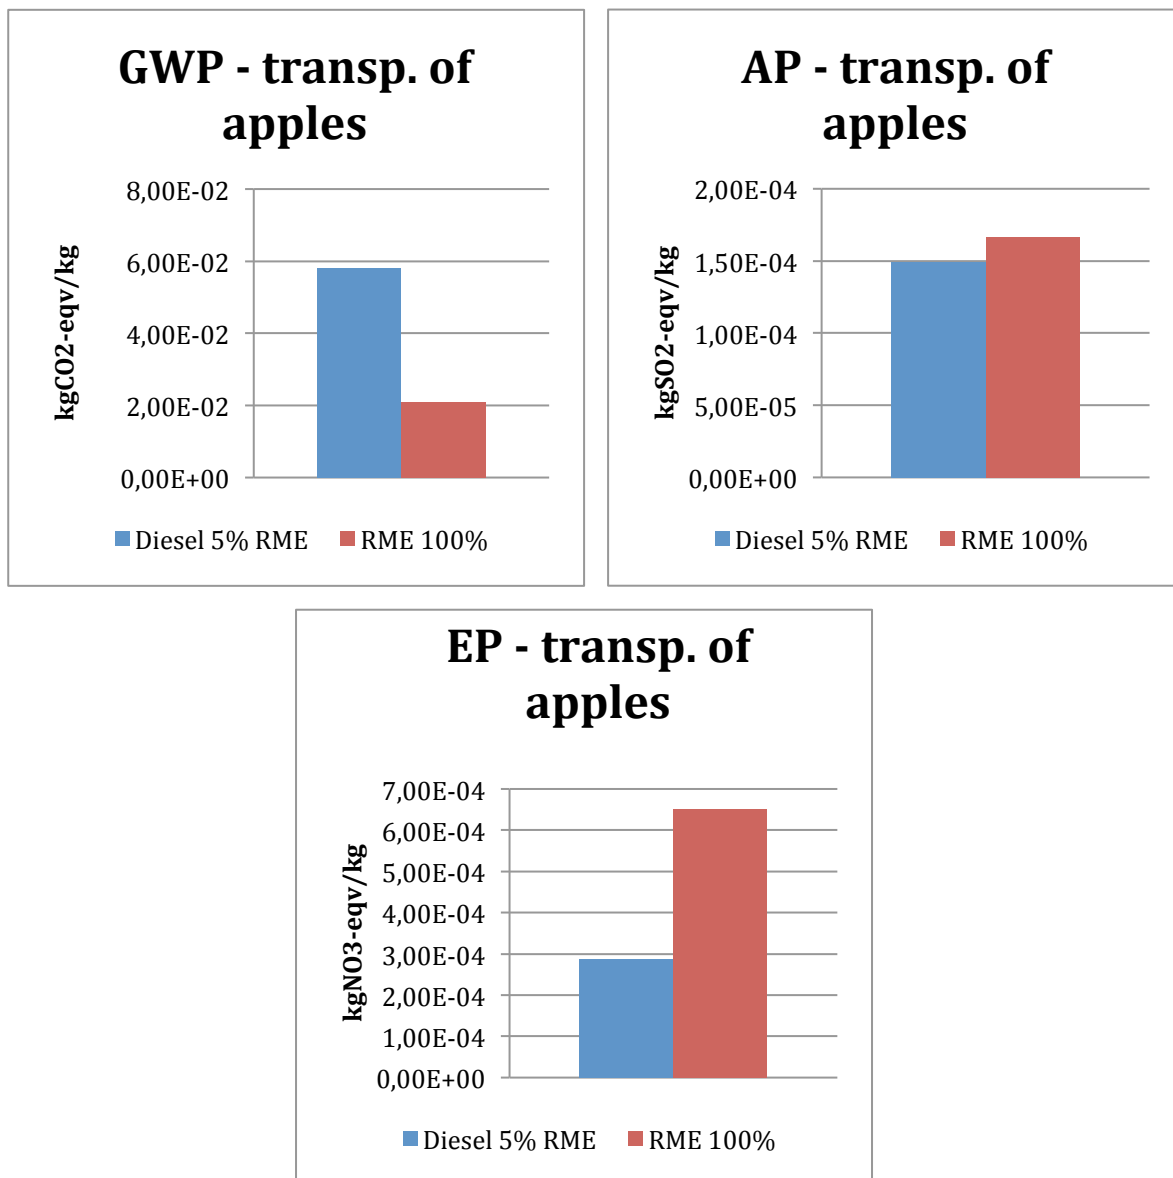 GWP - transp. of
apples
8,00E-02
6,00E-02
4,00E-02
2,00E-02
0,00E+00
kgCO2-eqv/kg
Diesel 5% RME RME 100%
AP - transp. of
apples
2,00E-04
1,50E-04
1,00E-04
5,00E-05
0,00E+00
kgSO2-eqv/kg
Diesel 5% RME RME 100%
EP - transp. of
apples
7,00E-04
6,00E-04
5,00E-04
4,00E-04
3,00E-04
2,00E-04
1,00E-04
0,00E+00
kgNO3-eqv/kg
Diesel 5% RME RME 100%